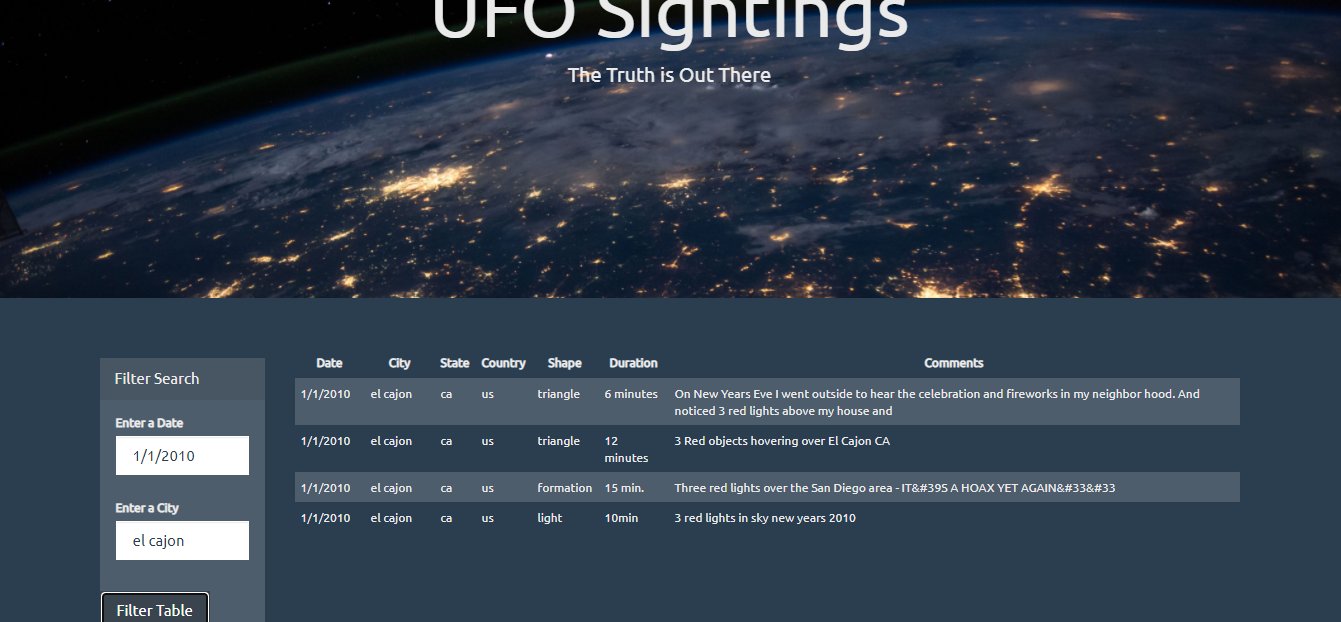 UFO Sightings
The Truth is Out There
Filter Search
Enter a Date
1/1/2010
Enter a City
el cajon
Filter Table
Date City State Country Shape Duration Comments
1/1/2010 el cajon ca us triangle 6 minutes On New Years Eve I went outside to hear the celebration and fireworks in my neighbor hood. And
noticed 3 red lights above my house and
1/1/2010 el cajon ca us triangle 12 3 Red objects hovering over El Cajon CA
minutes
1/1/2010 el cajon ca us formation 15 min. Three red lights over the San Diego area - IT&#39S A HOAX YET AGAIN&#33&#33
1/1/2010 el cajon ca us light 10min 3 red lights in sky new years 2010